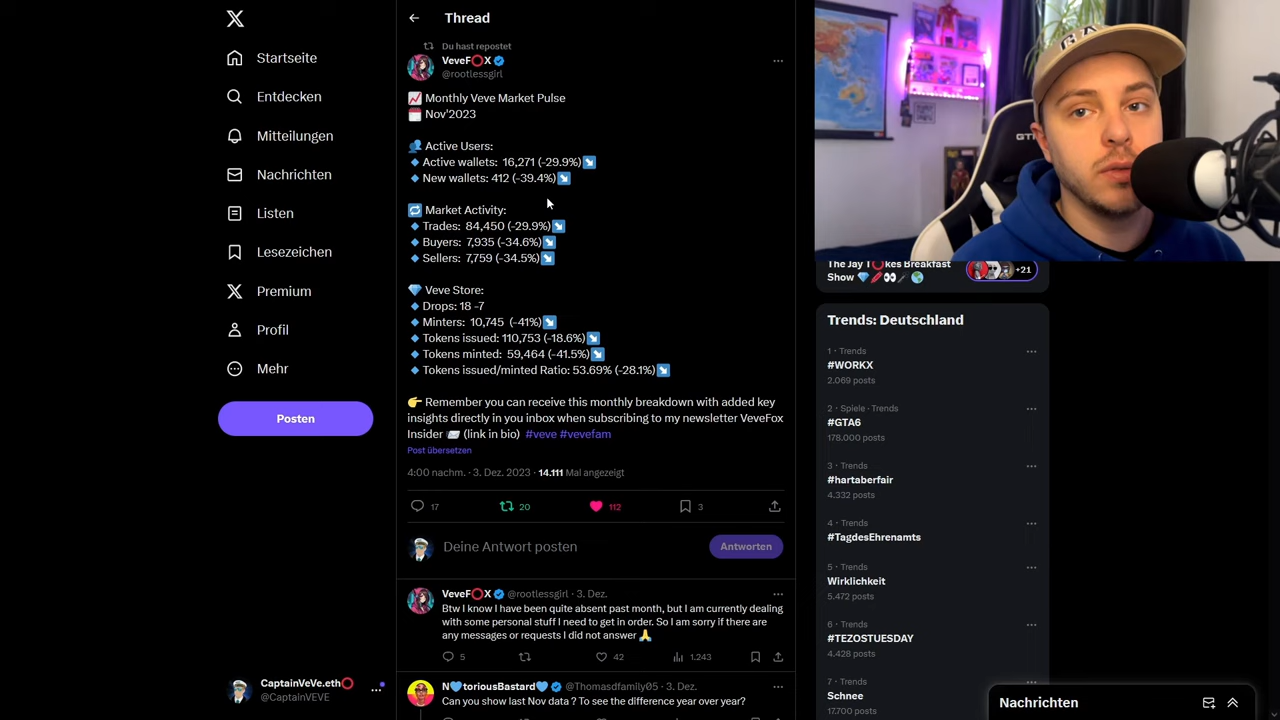 Startseite
Entdecken
Mitteilungen
Nachrichten
Listen
Lesezeichen
Premium
Profil
Mehr
Posten
CaptainVeVe.eth⭕
@CaptainVEVE
Thread
Du hast repostet
VeveF⭕X
@rootlessgirl
📈 Monthly Veve Market Pulse
🗓️ Nov'2023
👥 Active Users:
🔹 Active wallets: 16,271 (-29.9%)↘️
🔹 New wallets: 412 (-39.4%)↘️
🔁 Market Activity:
🔹 Trades: 84,450 (-29.9%)↘️
🔹 Buyers: 7,935 (-34.6%)↘️
🔹 Sellers: 7,759 (-34.5%)↘️
💎 Veve Store:
🔹 Drops: 18 -7
🔹 Minters: 10,745 (-41%)↘️
🔹 Tokens issued: 110,753 (-18.6%)↘️
🔹 Tokens minted: 59,464 (-41.5%)↘️
🔹 Tokens issued/minted Ratio: 53.69% (-28.1%)↘️
👉 Remember you can receive this monthly breakdown with added key
insights directly in you inbox when subscribing to my newsletter VeveFox
Insider 📨 (link in bio) #veve #vevefam
Post übersetzen
4:00 nachm. · 3. Dez. 2023 · 14.111 Mal angezeigt
17 20 112 3
Deine Antwort posten
Antworten
VeveF⭕X @rootlessgirl · 3. Dez.
Btw I know I have been quite absent past month, but I am currently dealing
with some personal stuff I need to get in order. So I am sorry if there are
any messages or requests I did not answer 🙏
5 42 1.243
N💙toriousBastard💙 @Thomasdfamily05 · 3. Dez.
Can you show last Nov data ? To see the difference year over year?
The Jay T⭕kes Breakfast
Show 💎🧨👀🎤🌎
+21
Trends: Deutschland
1 · Trends
#WORKX
2.069 posts
2 · Spiele · Trends
#GTA6
178.000 posts
3 · Trends
#hartaberfair
4.332 posts
4 · Trends
#TagdesEhrenamts
5 · Trends
Wirklichkeit
5.472 posts
6 · Trends
#TEZOSTUESDAY
4.428 posts
7 · Trends
Schnee
17.700 posts
Nachrichten